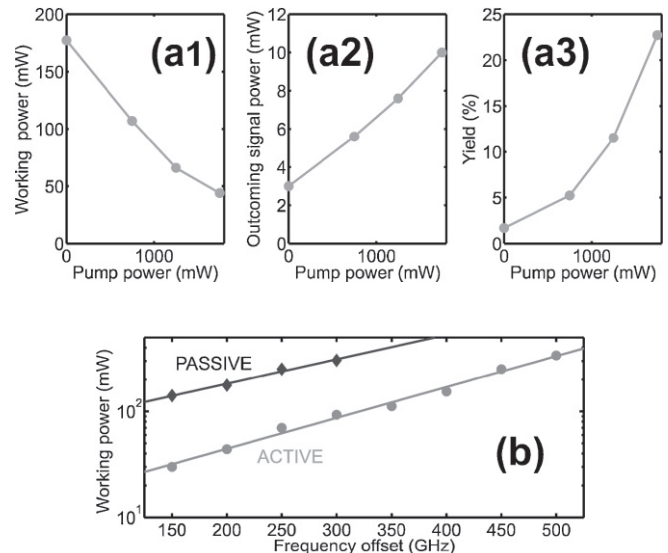 (a1)
200
150
100
50
0
Working power (mW)
0 1000
Pump power (mW)
(a2)
12
10
8
6
4
2
0
Outcoming signal power (mW)
0 1000
Pump power (mW)
(a3)
25
20
15
10
5
0
Yield (%)
0 1000
Pump power (mW)
PASSIVE
ACTIVE
(b)
Working power (mW)
10²
10¹
150 200 250 300 350 400 450 500
Frequency offset (GHz)